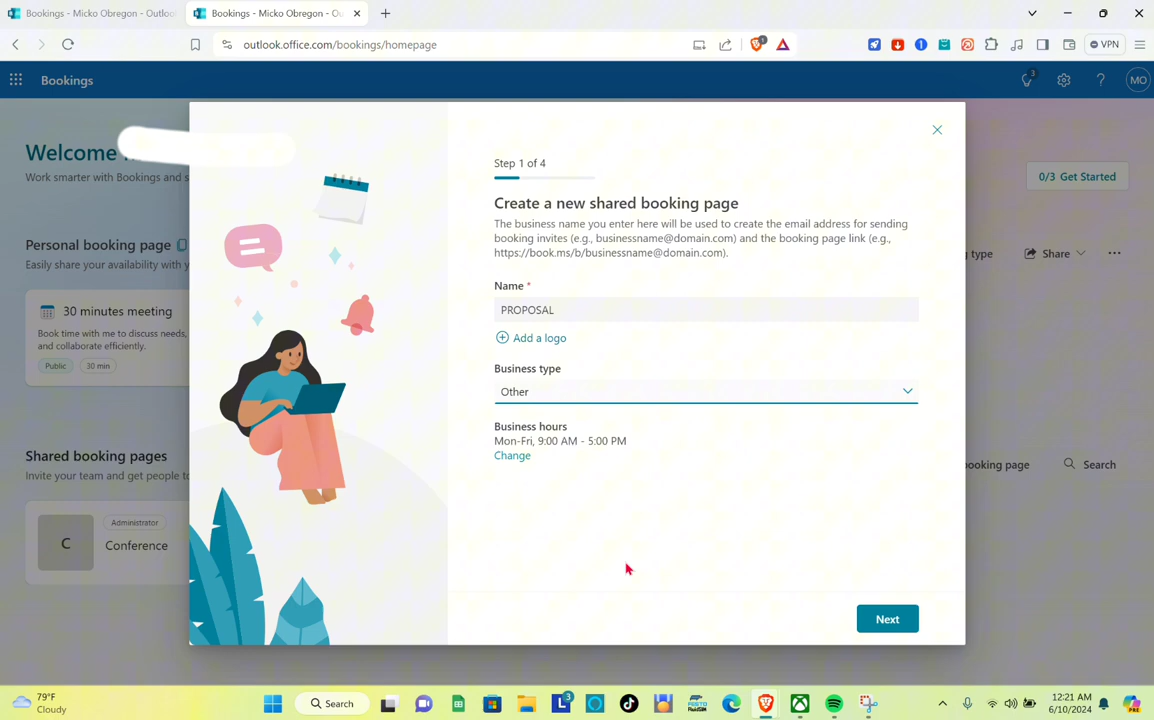 Bookings - Micko Obregon - Outloo
Bookings - Micko Obregon - Ou
outlook.office.com/bookings/homepage
1
1
VPN
Bookings
3
MO
Welcome
Work smarter with Bookings and s
0/3 Get Started
Personal booking page
Easily share your availability with y
g type
Share
30 minutes meeting
Book time with me to discuss needs,
and collaborate efficiently.
Public
30 min
Shared booking pages
Invite your team and get people to
ooking page
Search
C
Administrator
Conference
Step 1 of 4
Create a new shared booking page
The business name you enter here will be used to create the email address for sending
booking invites (e.g., businessname@domain.com) and the booking page link (e.g.,
https://book.ms/b/businessname@domain.com).
Name *
PROPOSAL
Add a logo
Business type
Other
Business hours
Mon-Fri, 9:00 AM - 5:00 PM
Change
Next
79°F
Cloudy
Search
L
3
12:21 AM
6/10/2024
PRE